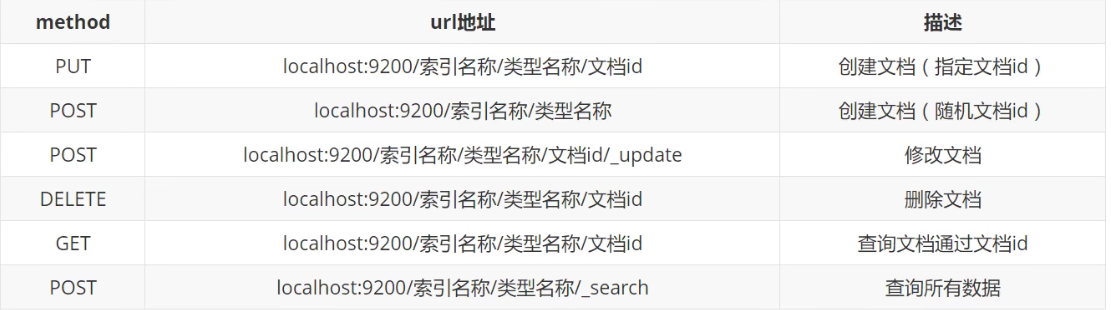 method url地址 描述
PUT localhost:9200/索引名称/类型名称/文档id 创建文档（指定文档id）
POST localhost:9200/索引名称/类型名称 创建文档（随机文档id）
POST localhost:9200/索引名称/类型名称/文档id/_update 修改文档
DELETE localhost:9200/索引名称/类型名称/文档id 删除文档
GET localhost:9200/索引名称/类型名称/文档id 查询文档通过文档id
POST localhost:9200/索引名称/类型名称/_search 查询所有数据